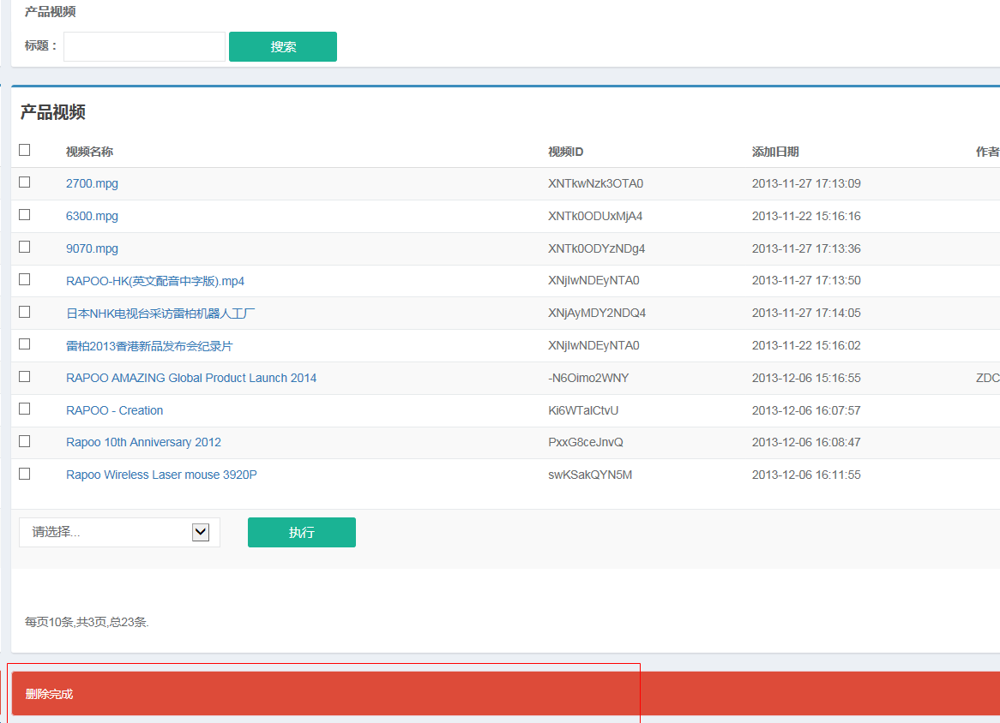 产品视频
标题： 搜索
产品视频
视频名称 视频ID 添加日期 作者
2700.mpg XNTkwNzk3OTA0 2013-11-27 17:13:09
6300.mpg XNTk0ODUxMjA4 2013-11-22 15:16:16
9070.mpg XNTk0ODYzNDg4 2013-11-27 17:13:36
RAPOO-HK(英文配音中字版).mp4 XNjIwNDEyNTA0 2013-11-27 17:13:50
日本NHK电视台采访雷柏机器人工厂 XNjAyMDY2NDQ4 2013-11-27 17:14:05
雷柏2013香港新品发布会纪录片 XNjIwNDEyNTA0 2013-11-22 15:16:02
RAPOO AMAZING Global Product Launch 2014 -N6Oimo2WNY 2013-12-06 15:16:55 ZDC
RAPOO - Creation Ki6WTaICtvU 2013-12-06 16:07:57
Rapoo 10th Anniversary 2012 PxxG8ceJnvQ 2013-12-06 16:08:47
Rapoo Wireless Laser mouse 3920P swKSakQYN5M 2013-12-06 16:11:55
请选择... 执行
每页10条,共3页,总23条.
删除完成